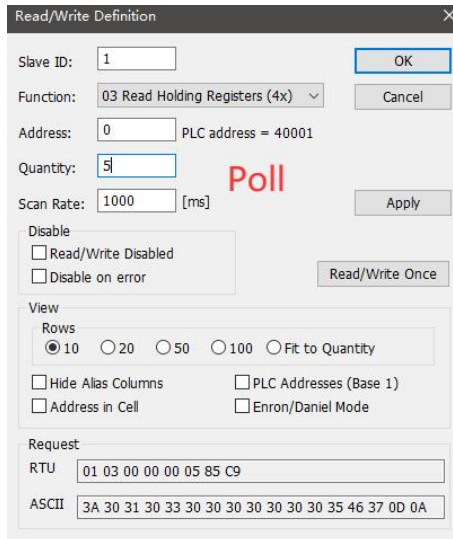 Read/Write Definition
Slave ID: 1 OK
Function: 03 Read Holding Registers (4x) Cancel
Address: 0 PLC address = 40001
Quantity: 5
Poll
Scan Rate: 1000 [ms] Apply
Disable
Read/Write Disabled
Disable on error
Read/Write Once
View
Rows
10 20 50 100 Fit to Quantity
Hide Alias Columns PLC Addresses (Base 1)
Address in Cell Enron/Daniel Mode
Request
RTU 01 03 00 00 00 05 85 C9
ASCII 3A 30 31 30 33 30 30 30 30 30 30 30 35 46 37 0D 0A